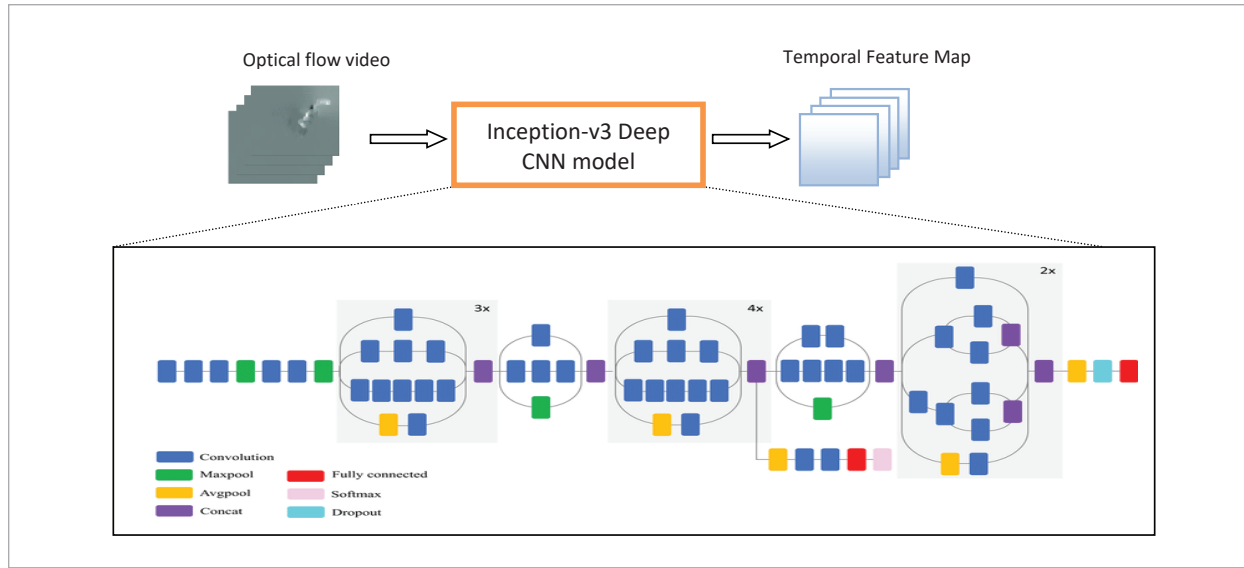 Optical flow video
Temporal Feature Map
Inception-v3 Deep
CNN model
3x
4x
2x
Convolution
Maxpool
Avgpool
Concat
Fully connected
Softmax
Dropout